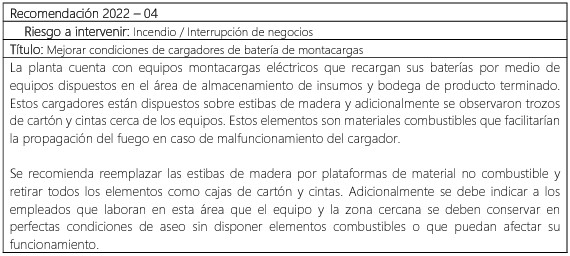 Recomendación 2022 – 04
Riesgo a intervenir: Incendio / Interrupción de negocios
Título: Mejorar condiciones de cargadores de batería de montacargas
La planta cuenta con equipos montacargas eléctricos que recargan sus baterías por medio de
equipos dispuestos en el área de almacenamiento de insumos y bodega de producto terminado.
Estos cargadores están dispuestos sobre estibas de madera y adicionalmente se observaron trozos
de cartón y cintas cerca de los equipos. Estos elementos son materiales combustibles que facilitarían
la propagación del fuego en caso de malfuncionamiento del cargador.

Se recomienda reemplazar las estibas de madera por plataformas de material no combustible y
retirar todos los elementos como cajas de cartón y cintas. Adicionalmente se debe indicar a los
empleados que laboran en esta área que el equipo y la zona cercana se deben conservar en
perfectas condiciones de aseo sin disponer elementos combustibles o que puedan afectar su
funcionamiento.